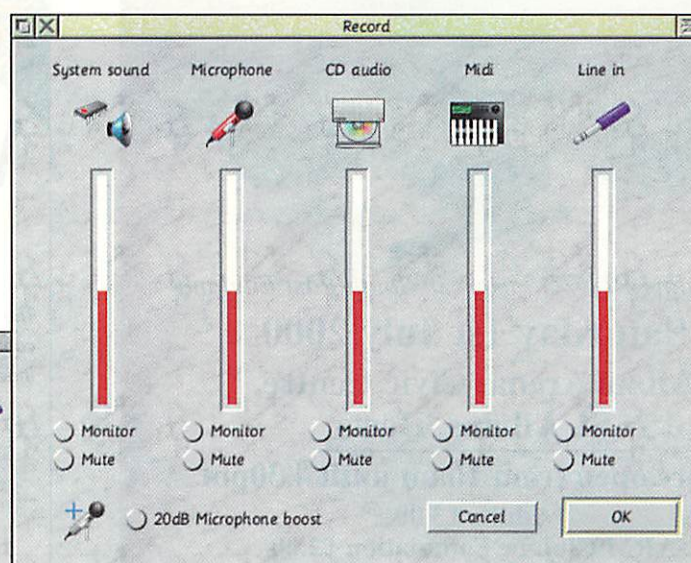 Record
System sound Microphone CD audio Midi Line in
Monitor Monitor Monitor Monitor Monitor
Mute Mute Mute Mute Mute
20dB Microphone boost Cancel OK